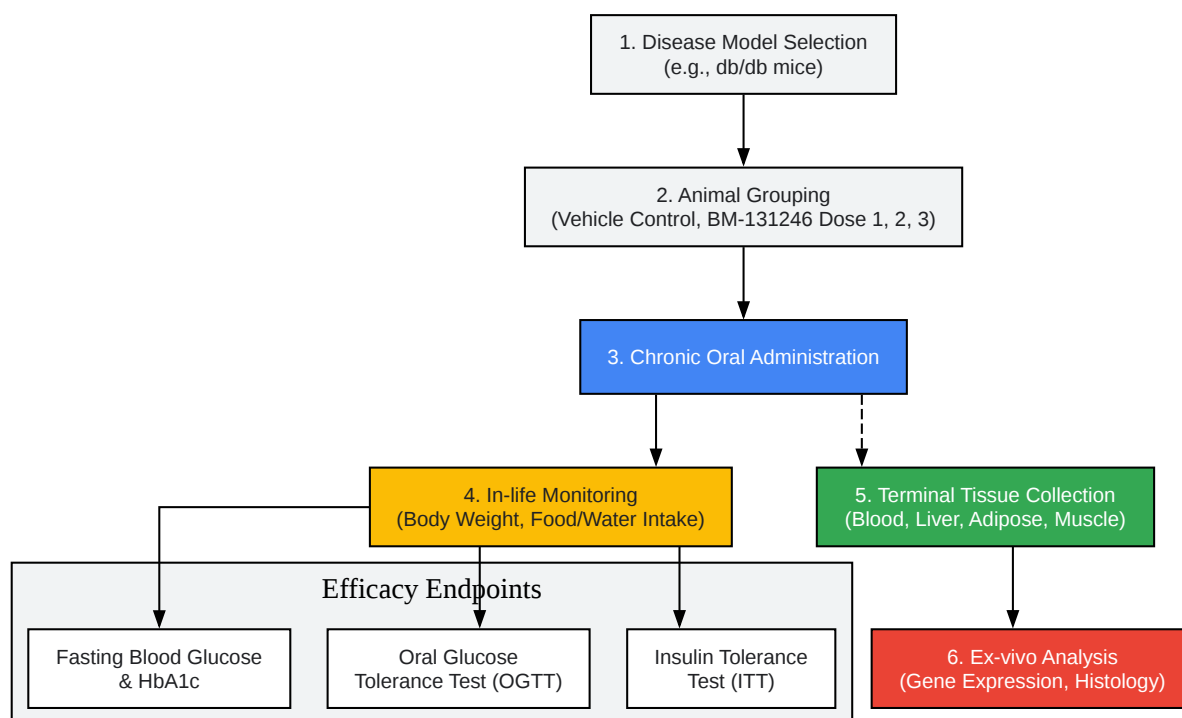 1. Disease Model Selection
(e.g., db/db mice)
2. Animal Grouping
(Vehicle Control, BM-131246 Dose 1, 2, 3)
3. Chronic Oral Administration
4. In-life Monitoring
(Body Weight, Food/Water Intake)
5. Terminal Tissue Collection
(Blood, Liver, Adipose, Muscle)
Efficacy Endpoints
Fasting Blood Glucose
& HbA1c
Oral Glucose
Tolerance Test (OGTT)
Insulin Tolerance
Test (ITT)
6. Ex-vivo Analysis
(Gene Expression, Histology)